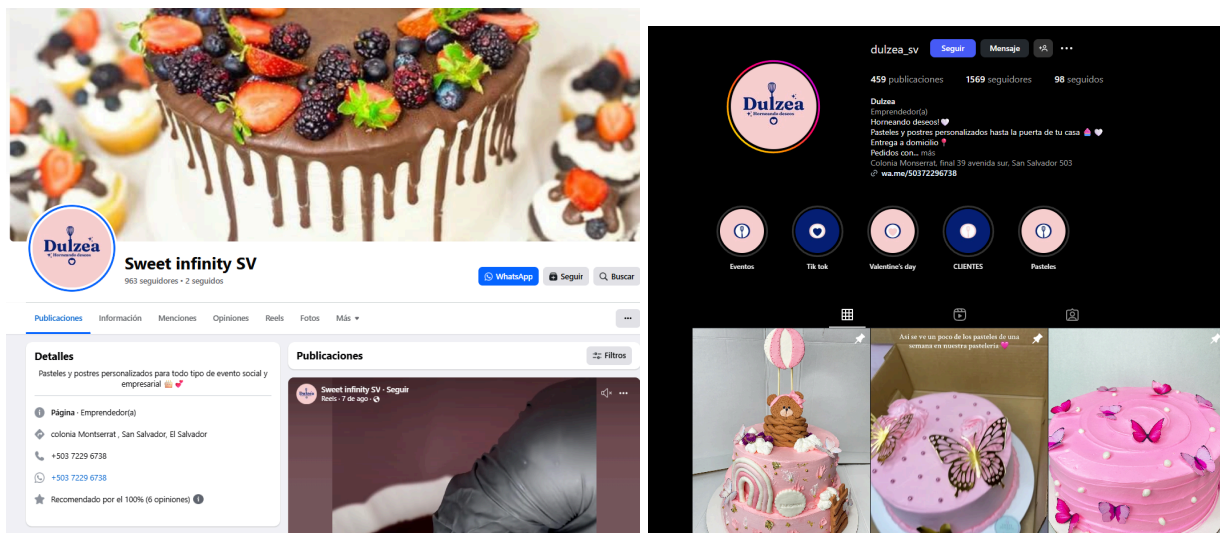 Dulzea
Horneando deseos
Sweet infinity SV
963 seguidores • 2 seguidos
WhatsApp
Seguir
Buscar
Publicaciones
Información
Menciones
Opiniones
Reels
Fotos
Más
Detalles
Pasteles y postres personalizados para todo tipo de evento social y
empresarial
Página · Emprendedor(a)
colonia Montserrat , San Salvador, El Salvador
+503 7229 6738
+503 7229 6738
Recomendado por el 100% (6 opiniones)
Publicaciones
Filtros
Sweet infinity SV · Seguir
Reels · 7 de ago ·
dulzea_sv
Seguir
Mensaje
459 publicaciones
1569 seguidores
98 seguidos
Dulzea
Horneando deseos
Dulzea
Emprendedor(a)
Horneando deseos!
Pasteles y postres personalizados hasta la puerta de tu casa
Entrega a domicilio
Pedidos con... más
Colonia Monserrat, final 39 avenida sur, San Salvador 503
wa.me/50372296738
Eventos
Tik tok
Valentine's day
CLIENTES
Pasteles
Asi se ve un poco de los pasteles de una
semana en nuestra pastelería